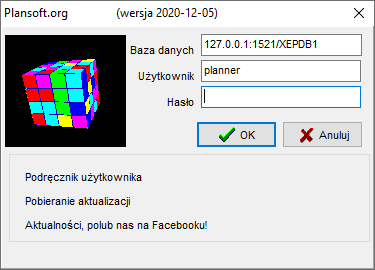 Plansoft.org (wersja 2020-12-05)
Baza danych 127.0.0.1:1521/XEPDB1
Użytkownik planner
Hasło
OK Anuluj
Podręcznik użytkownika
Pobieranie aktualizacji
Aktualności, polub nas na Facebooku!